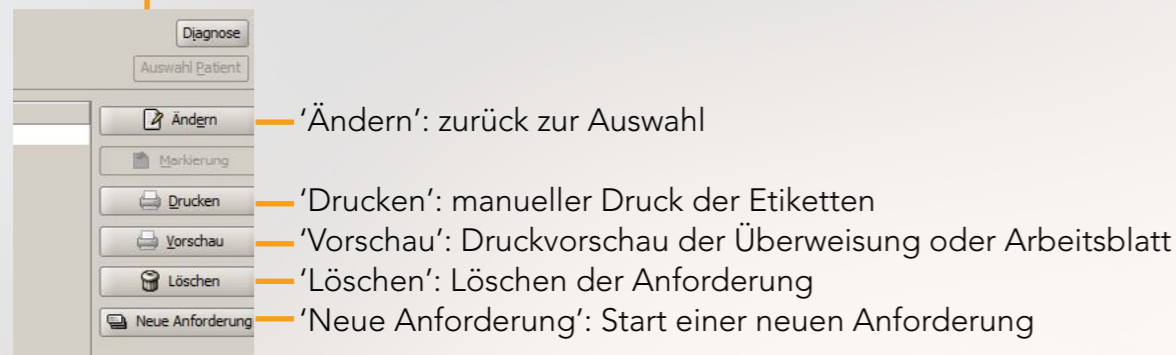 Diagnose
Auswahl Patient
Ändern 'Ändern': zurück zur Auswahl
Markierung
Drucken 'Drucken': manueller Druck der Etiketten
Vorschau 'Vorschau': Druckvorschau der Überweisung oder Arbeitsblatt
Löschen 'Löschen': Löschen der Anforderung
Neue Anforderung 'Neue Anforderung': Start einer neuen Anforderung